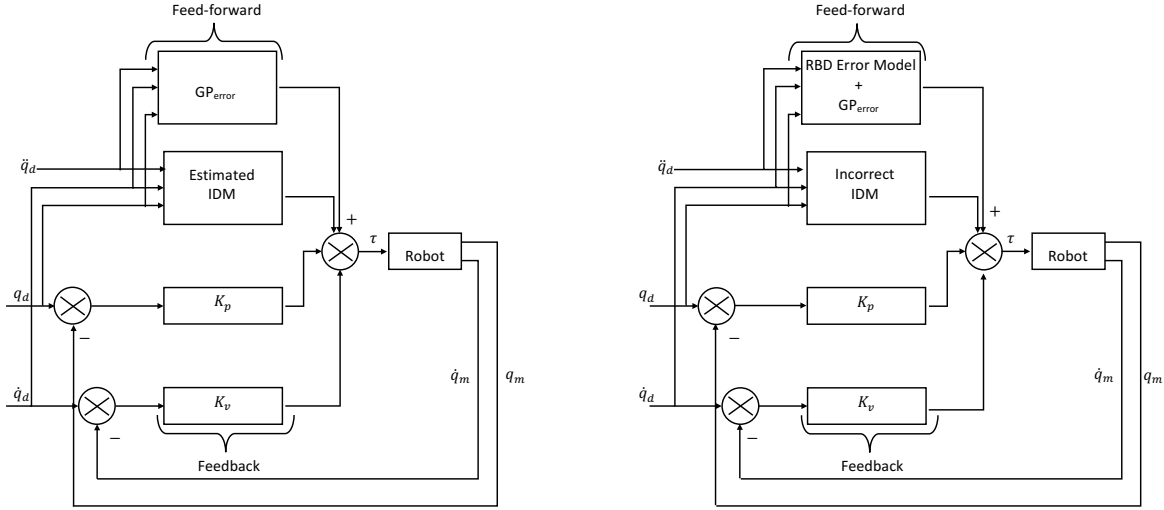 Feed-forward
GP_error
q̈_d
Estimated
IDM
+
τ
Robot
q_d
K_p
−
q̇_m
q_m
q̇_d
K_v
−
Feedback
Feed-forward
RBD Error Model
+
GP_error
q̈_d
Incorrect
IDM
+
τ
Robot
q_d
K_p
−
q̇_m
q_m
q̇_d
K_v
−
Feedback